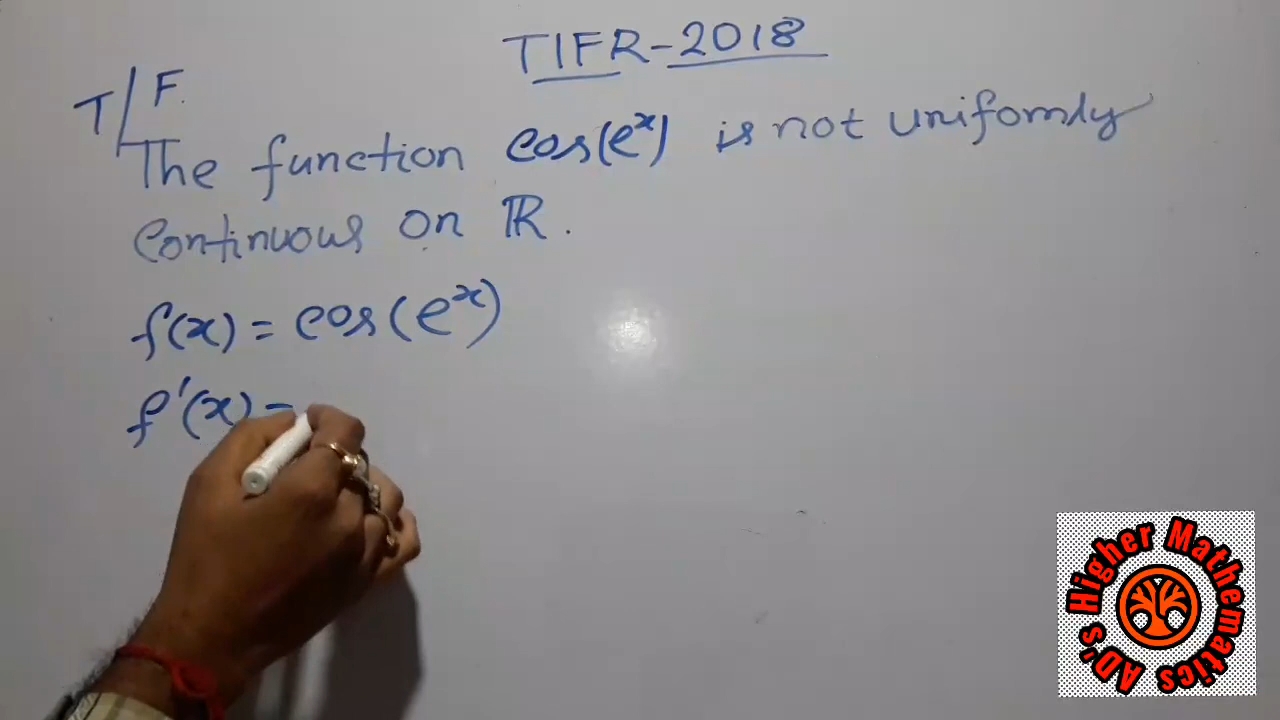 TIFR-2018
T/F.
The function cos(e^x) is not uniformly
continuous on ℝ.
f(x) = cos(e^x)
f'(x) =
AD's Higher Mathematics